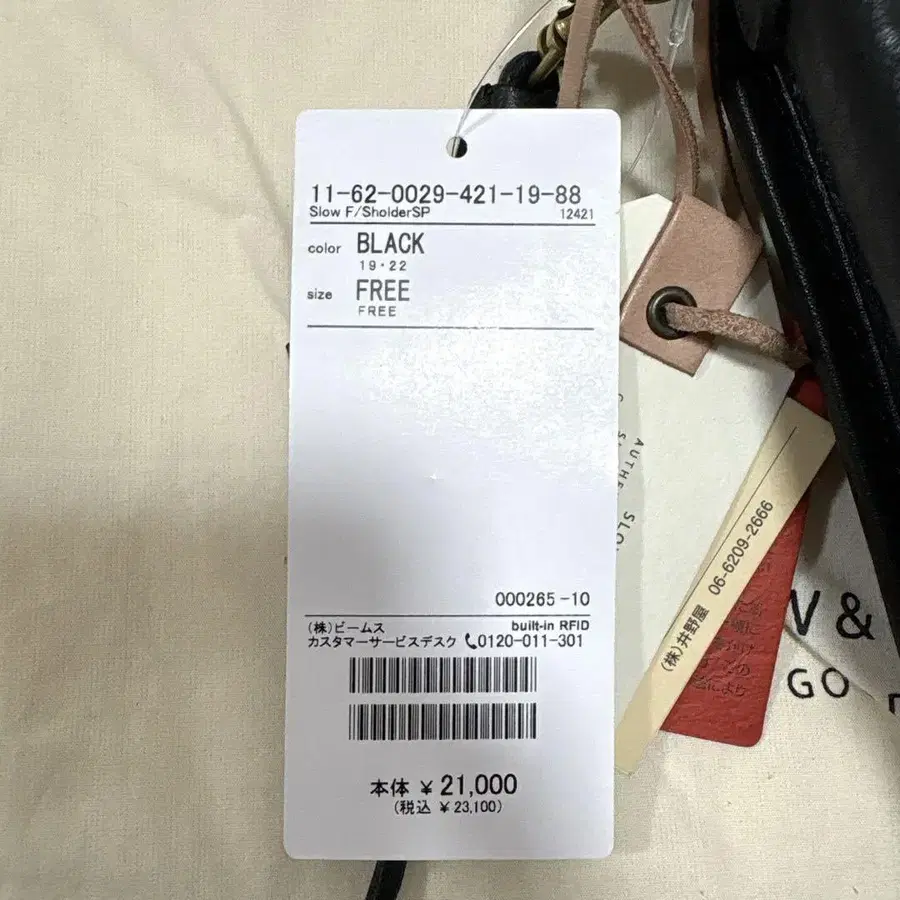 11-62-0029-421-19-88
Slow F/SholderSP 12421
color BLACK
19・22
size FREE
FREE
000265-10
(株)ビームス built-in RFID
カスタマーサービスデスク 0120-011-301
本体 ¥ 21,000
(税込 ¥ 23,100)
(株)井野屋 06-6209-2666
&
GO
により